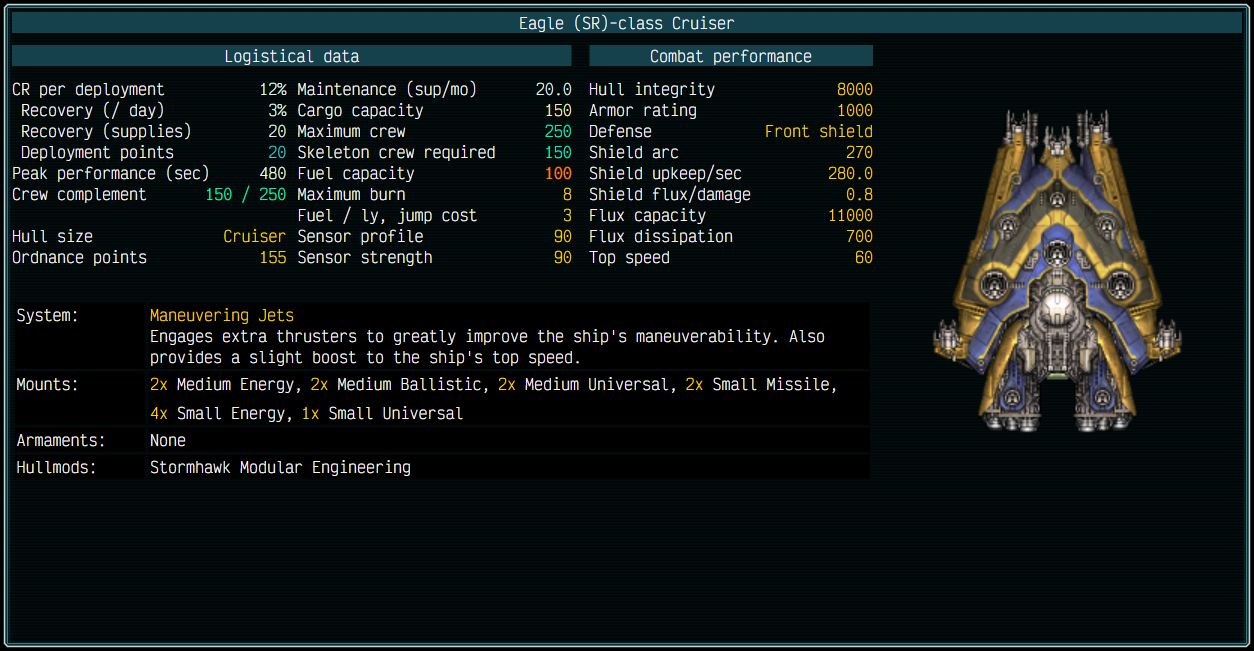 Eagle (SR)-class Cruiser
Logistical data
CR per deployment 12%
Recovery (/ day) 3%
Recovery (supplies) 20
Deployment points 20
Peak performance (sec) 480
Crew complement 150 / 250
Hull size Cruiser
Ordnance points 155
Maintenance (sup/mo) 20.0
Cargo capacity 150
Maximum crew 250
Skeleton crew required 150
Fuel capacity 100
Maximum burn 8
Fuel / ly, jump cost 3
Sensor profile 90
Sensor strength 90
Combat performance
Hull integrity 8000
Armor rating 1000
Defense Front shield
Shield arc 270
Shield upkeep/sec 280.0
Shield flux/damage 0.8
Flux capacity 11000
Flux dissipation 700
Top speed 60
System: Maneuvering Jets
Engages extra thrusters to greatly improve the ship's maneuverability. Also
provides a slight boost to the ship's top speed.
Mounts: 2x Medium Energy, 2x Medium Ballistic, 2x Medium Universal, 2x Small Missile,
4x Small Energy, 1x Small Universal
Armaments: None
Hullmods: Stormhawk Modular Engineering